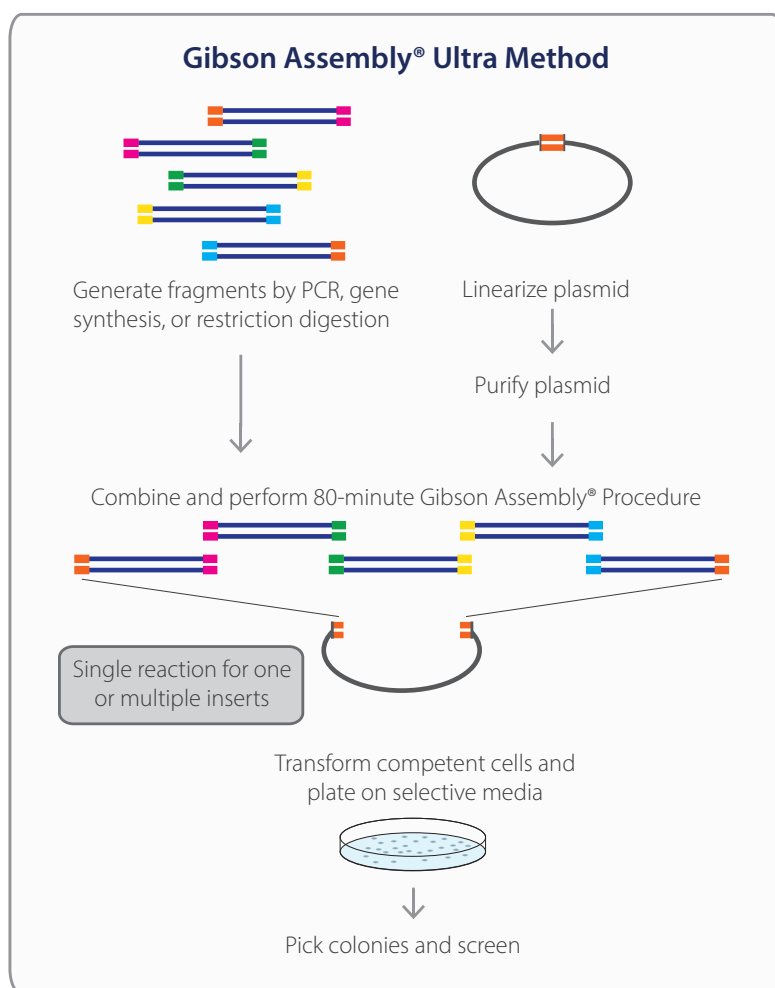 Gibson Assembly® Ultra Method
Generate fragments by PCR, gene
synthesis, or restriction digestion
Linearize plasmid
Purify plasmid
Combine and perform 80-minute Gibson Assembly® Procedure
Single reaction for one
or multiple inserts
Transform competent cells and
plate on selective media
Pick colonies and screen